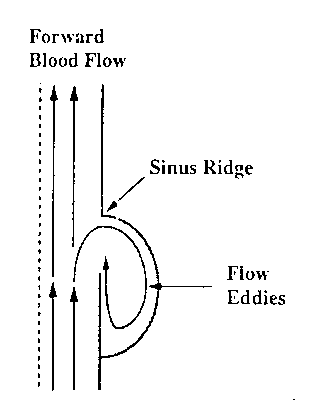 Forward
Blood Flow
Sinus Ridge
Flow
Eddies